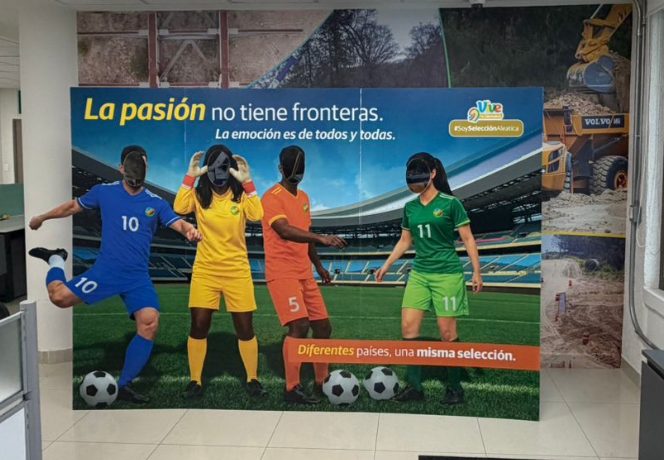 La pasión no tiene fronteras.
La emoción es de todos y todas.
Vive
#SoySelecciónAleatica
VOLVO
10
10
11
5
11
Diferentes países, una misma selección.